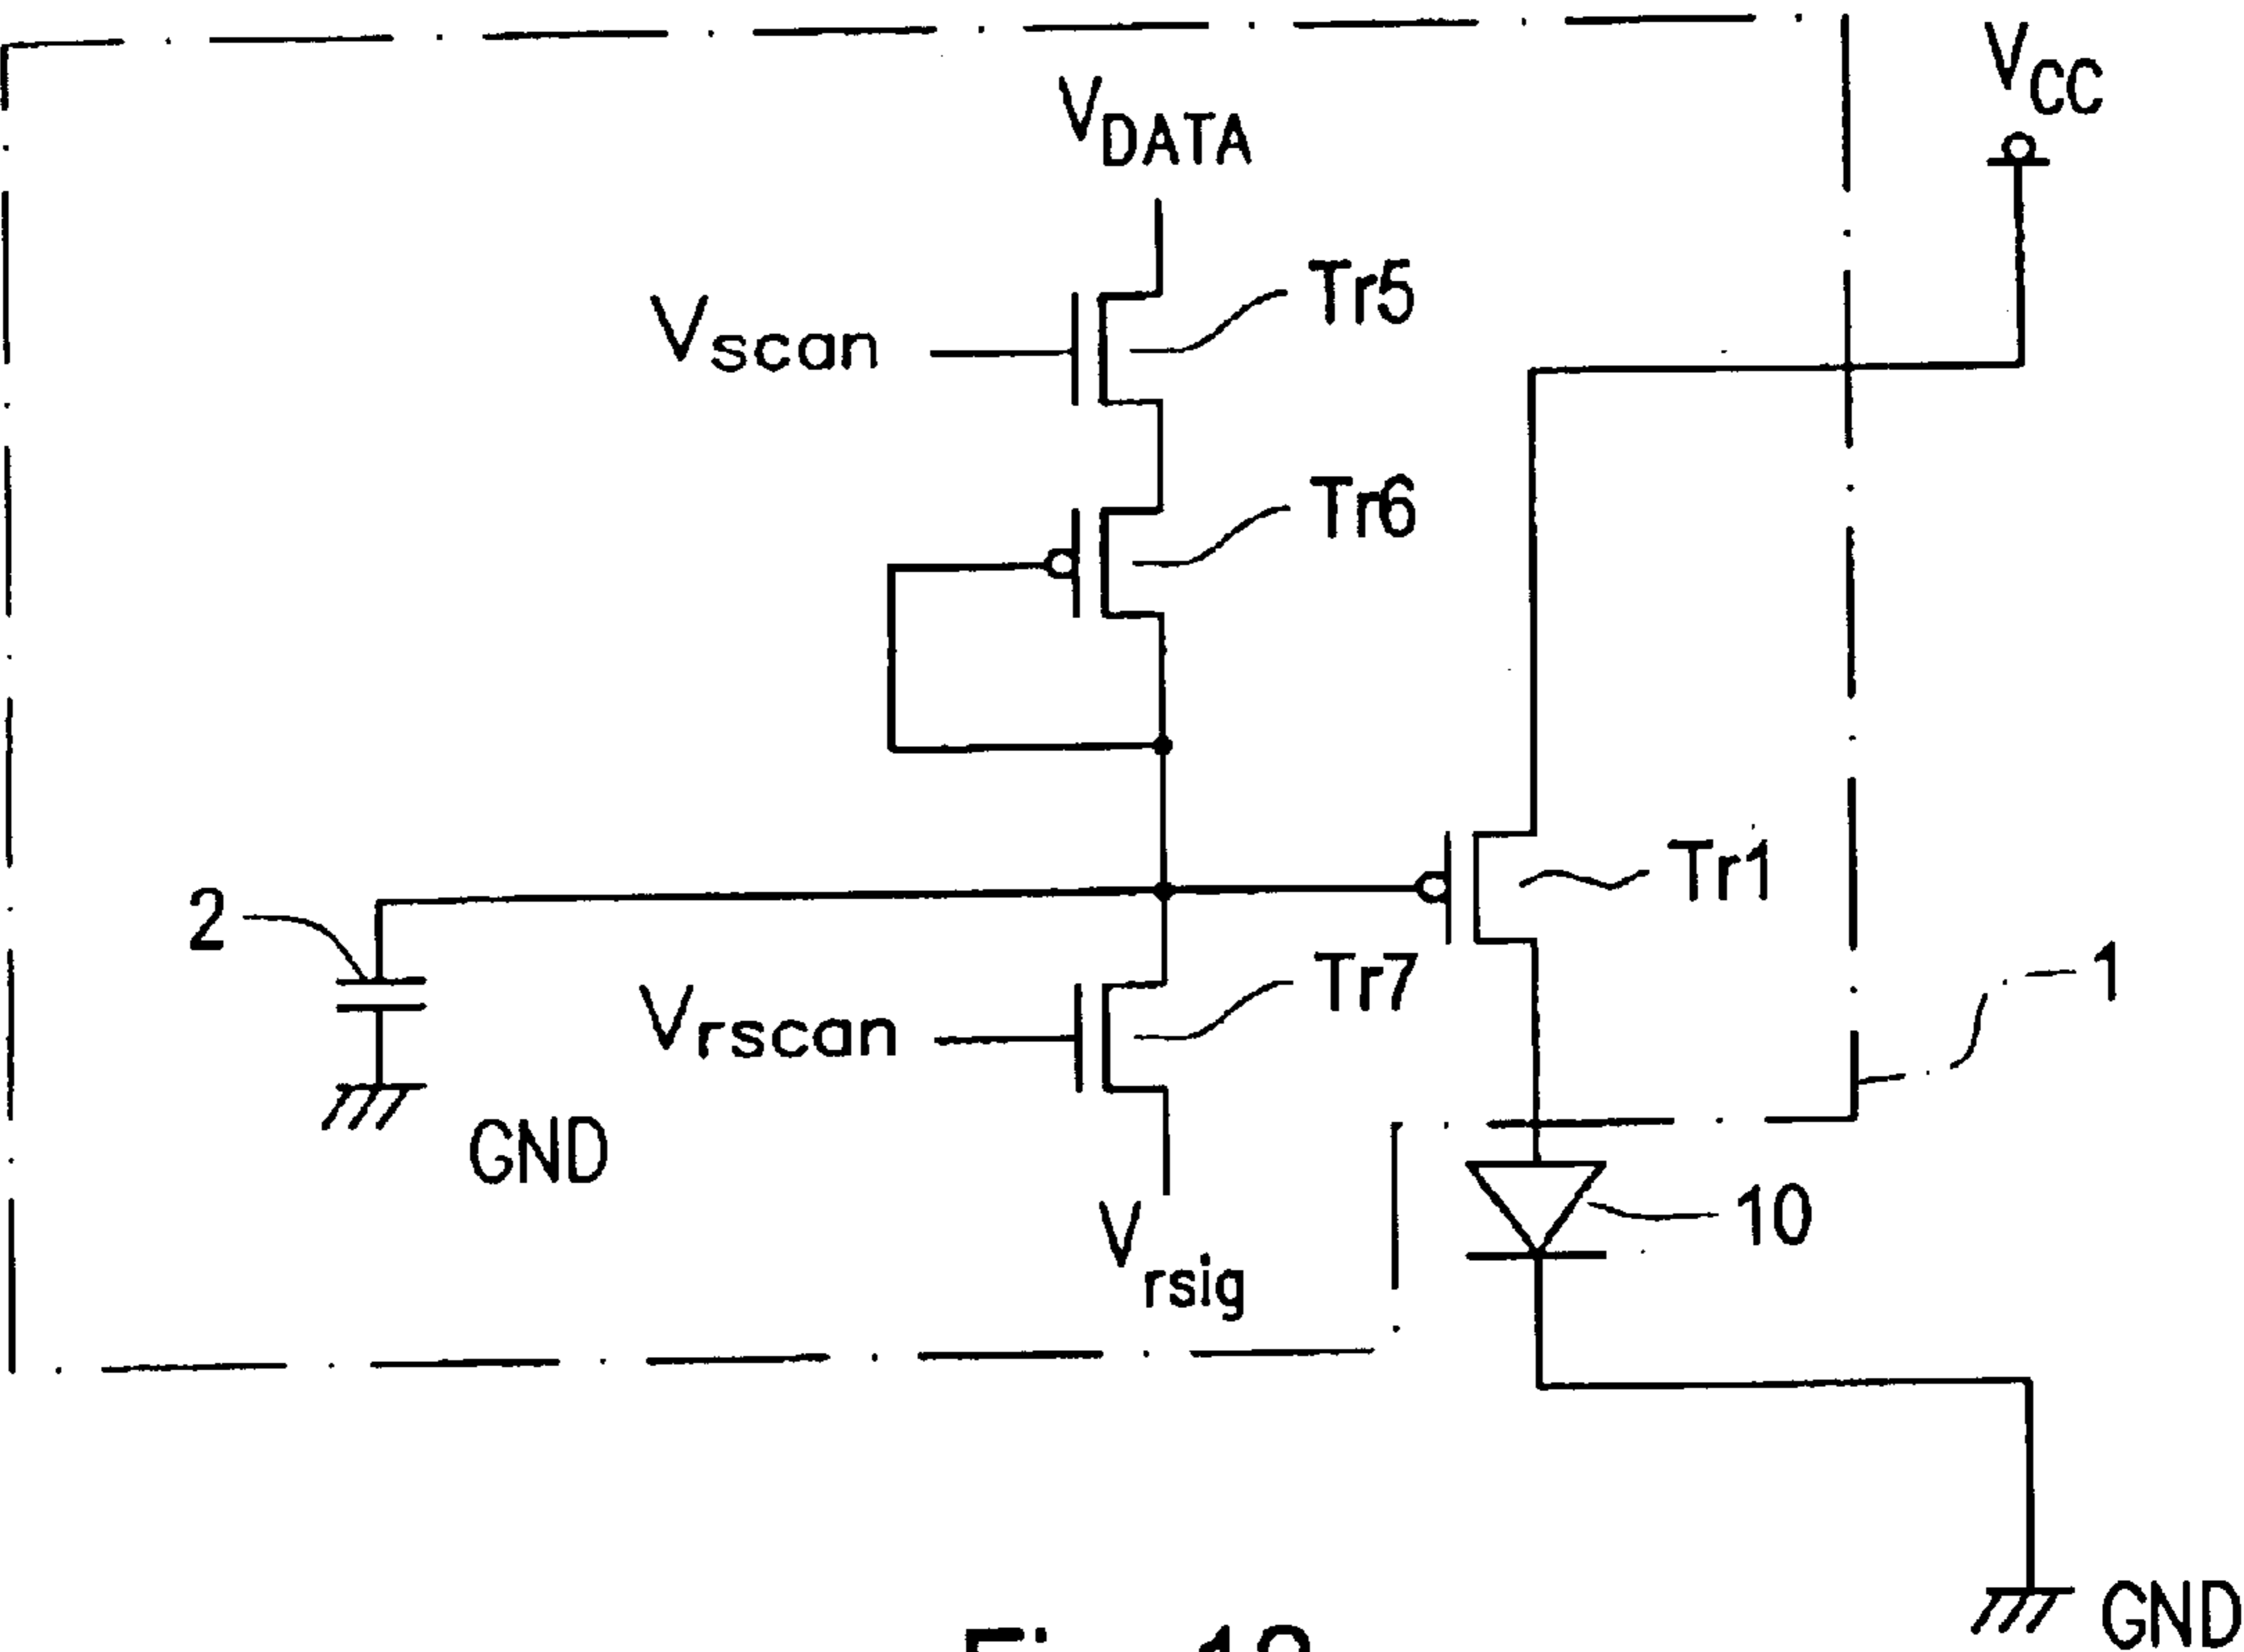 VCC
VDATA
Tr5
Vscan
Tr6
Tr1
2
Tr7
1
Vrscan
GND
10
Vrsig
GND